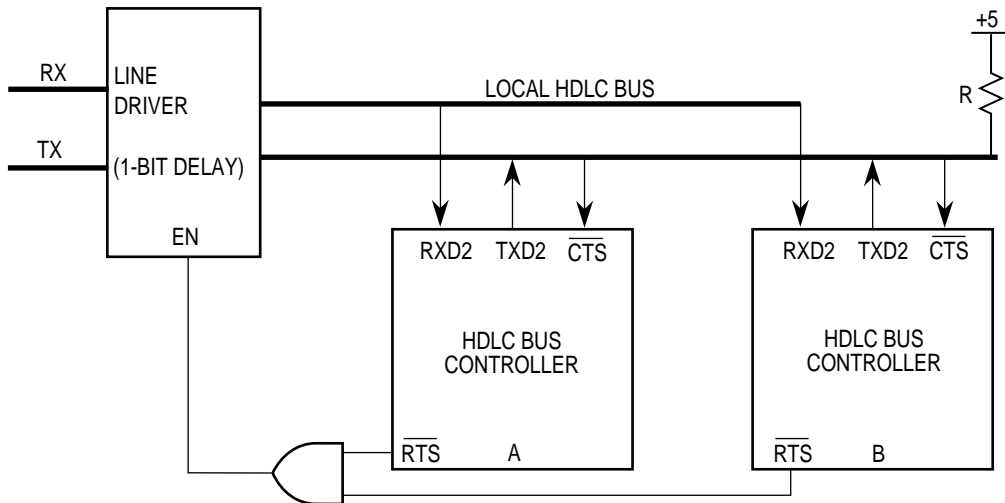 +5
RX
LINE
DRIVER
LOCAL HDLC BUS
R
TX
(1-BIT DELAY)
EN
RXD2 TXD2 CTS
RXD2 TXD2 CTS
HDLC BUS
CONTROLLER
HDLC BUS
CONTROLLER
RTS A
RTS B